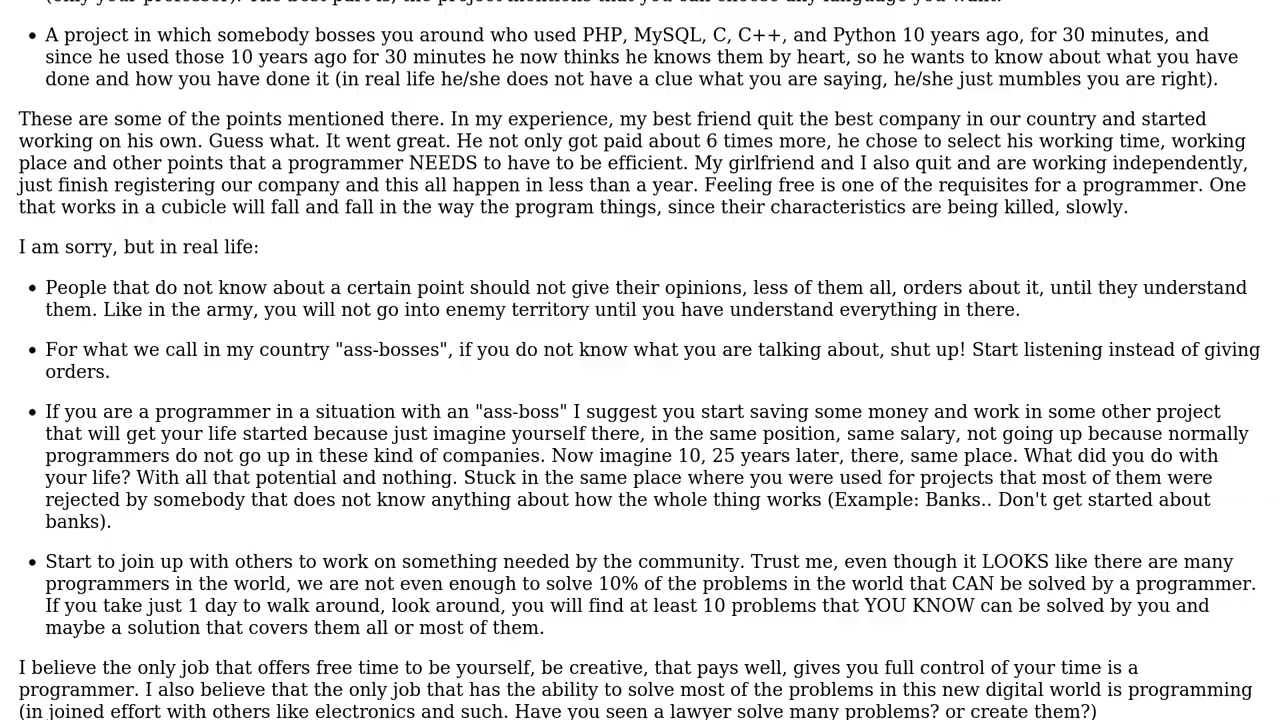 (only your professor). The best part is, the project mentions that you can choose any language you want.
• A project in which somebody bosses you around who used PHP, MySQL, C, C++, and Python 10 years ago, for 30 minutes, and
since he used those 10 years ago for 30 minutes he now thinks he knows them by heart, so he wants to know about what you have
done and how you have done it (in real life he/she does not have a clue what you are saying, he/she just mumbles you are right).
These are some of the points mentioned there. In my experience, my best friend quit the best company in our country and started
working on his own. Guess what. It went great. He not only got paid about 6 times more, he chose to select his working time, working
place and other points that a programmer NEEDS to have to be efficient. My girlfriend and I also quit and are working independently,
just finish registering our company and this all happen in less than a year. Feeling free is one of the requisites for a programmer. One
that works in a cubicle will fall and fall in the way the program things, since their characteristics are being killed, slowly.
I am sorry, but in real life:
• People that do not know about a certain point should not give their opinions, less of them all, orders about it, until they understand
them. Like in the army, you will not go into enemy territory until you have understand everything in there.
• For what we call in my country "ass-bosses", if you do not know what you are talking about, shut up! Start listening instead of giving
orders.
• If you are a programmer in a situation with an "ass-boss" I suggest you start saving some money and work in some other project
that will get your life started because just imagine yourself there, in the same position, same salary, not going up because normally
programmers do not go up in these kind of companies. Now imagine 10, 25 years later, there, same place. What did you do with
your life? With all that potential and nothing. Stuck in the same place where you were used for projects that most of them were
rejected by somebody that does not know anything about how the whole thing works (Example: Banks.. Don't get started about
banks).
• Start to join up with others to work on something needed by the community. Trust me, even though it LOOKS like there are many
programmers in the world, we are not even enough to solve 10% of the problems in the world that CAN be solved by a programmer.
If you take just 1 day to walk around, look around, you will find at least 10 problems that YOU KNOW can be solved by you and
maybe a solution that covers them all or most of them.
I believe the only job that offers free time to be yourself, be creative, that pays well, gives you full control of your time is a
programmer. I also believe that the only job that has the ability to solve most of the problems in this new digital world is programming
(in joined effort with others like electronics and such. Have you seen a lawyer solve many problems? or create them?)